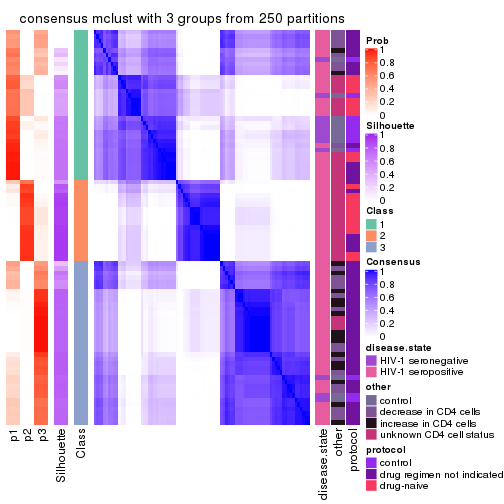 consensus mclust with 3 groups from 250 partitions
Prob
1
0.8
0.6
0.4
0.2
0
Silhouette
1
0.8
0.6
0.4
0.2
0
Class
1
2
3
Consensus
1
0.8
0.6
0.4
0.2
0
disease.state
HIV-1 seronegative
HIV-1 seropositive
other
control
decrease in CD4 cells
increase in CD4 cells
unknown CD4 cell status
protocol
control
drug regimen not indicated
drug-naive
p1
p2
p3
Silhouette
Class
disease.state
other
protocol